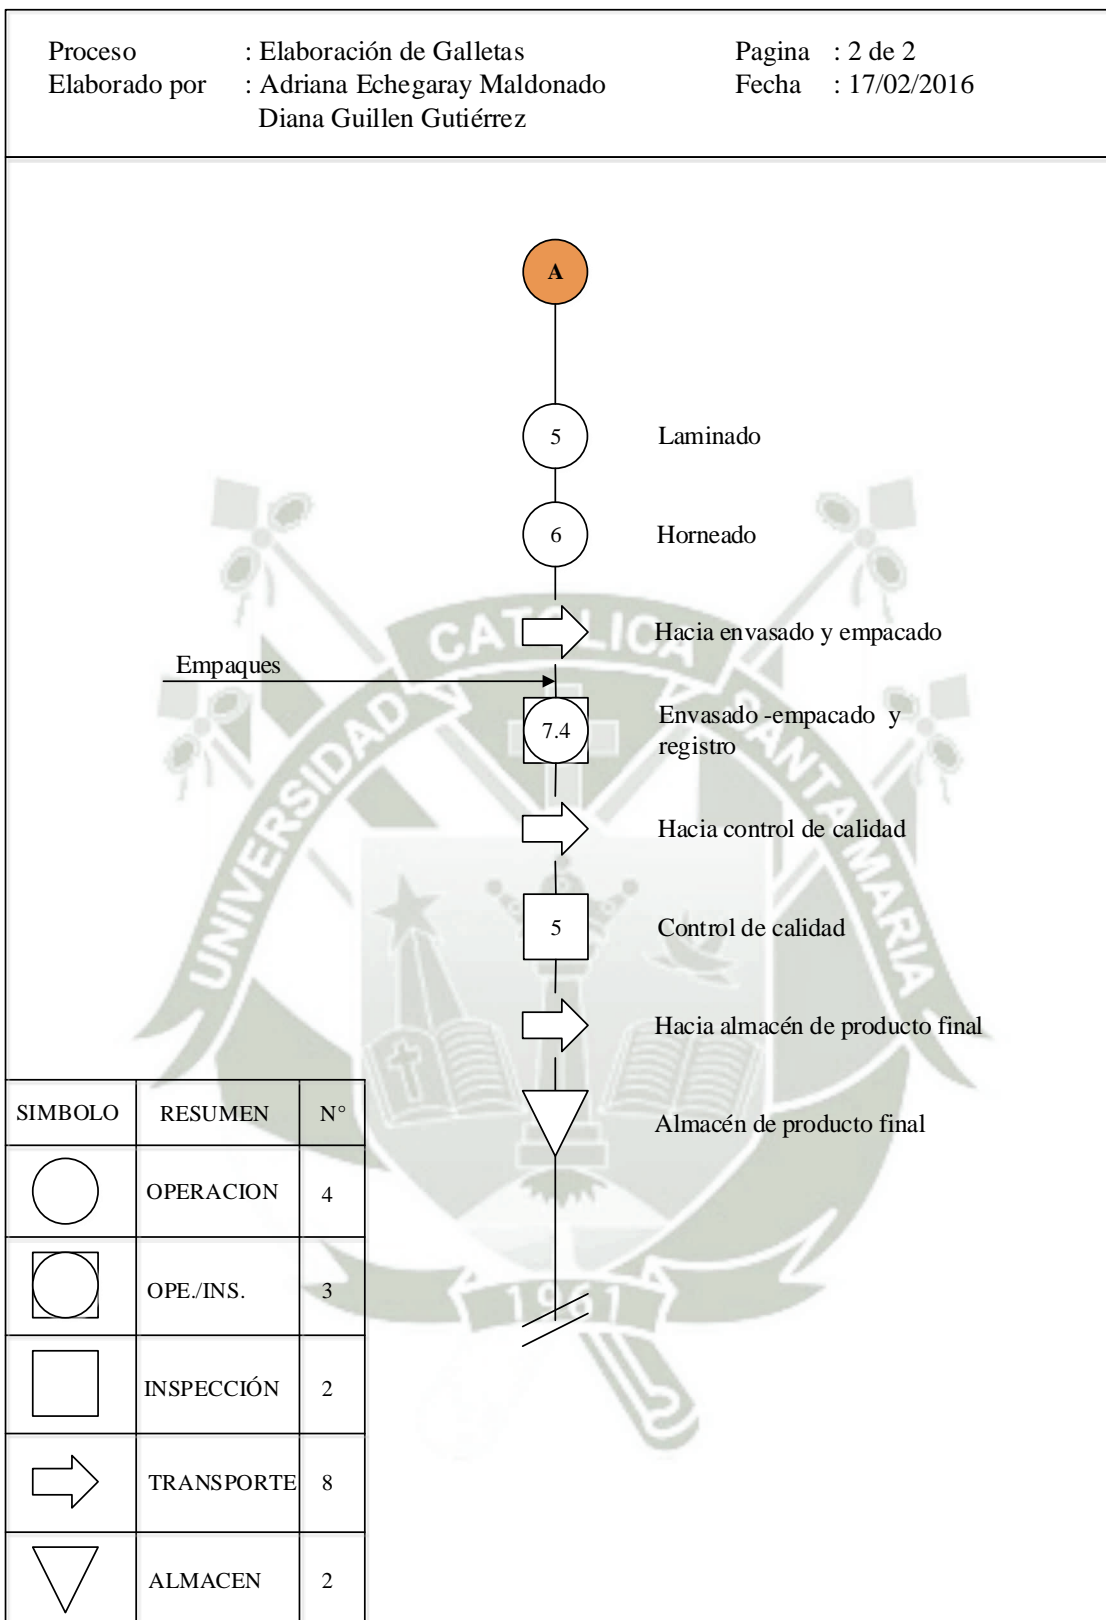 Proceso : Elaboración de Galletas Pagina : 2 de 2
Elaborado por : Adriana Echegaray Maldonado Fecha : 17/02/2016
Diana Guillen Gutiérrez
A
5 Laminado
6 Horneado
Hacia envasado y empacado
Empaques
7.4 Envasado -empacado y
registro
Hacia control de calidad
5 Control de calidad
Hacia almacén de producto final
Almacén de producto final
SIMBOLO RESUMEN N°
OPERACION 4
OPE./INS. 3
INSPECCIÓN 2
TRANSPORTE 8
ALMACEN 2
UNIVERSIDAD CATOLICA SANTA MARIA
1961